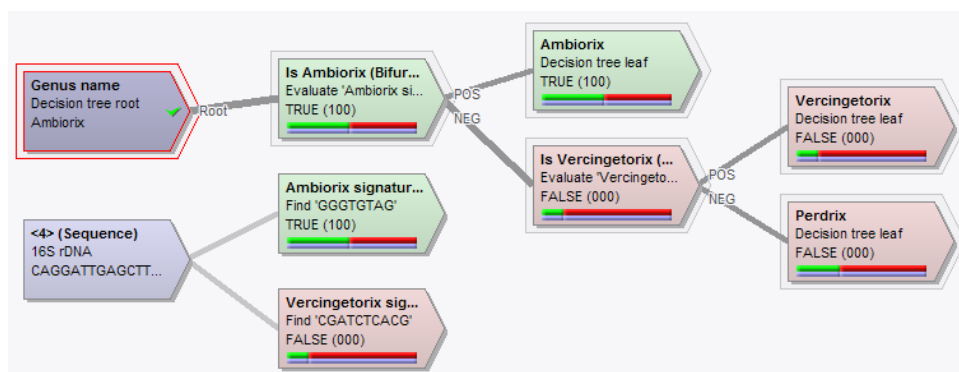 Genus name
Decision tree root
Ambiorix
Root
Is Ambiorix (Bifur...
Evaluate 'Ambiorix si...
TRUE (100)
POS
NEG
Ambiorix
Decision tree leaf
TRUE (100)
Is Vercingetorix (...
Evaluate 'Vercingeto...
FALSE (000)
POS
NEG
Vercingetorix
Decision tree leaf
FALSE (000)
Perdrix
Decision tree leaf
FALSE (000)
<4> (Sequence)
16S rDNA
CAGGATTGAGCTT...
Ambiorix signatur...
Find 'GGGTGTAG'
TRUE (100)
Vercingetorix sig...
Find 'CGATCTCACG'
FALSE (000)